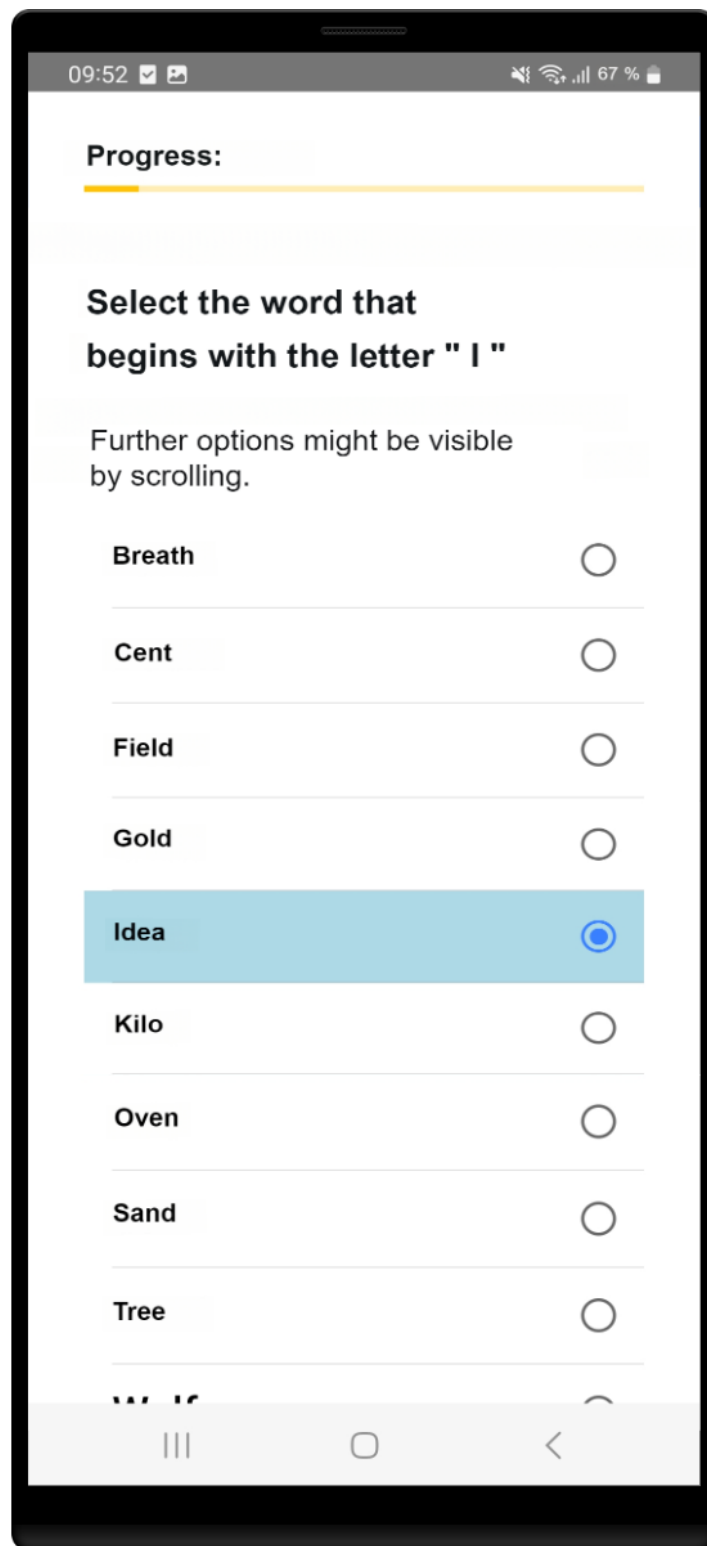 09:52 67 %
Progress:
Select the word that
begins with the letter " I "
Further options might be visible
by scrolling.
Breath
Cent
Field
Gold
Idea
Kilo
Oven
Sand
Tree